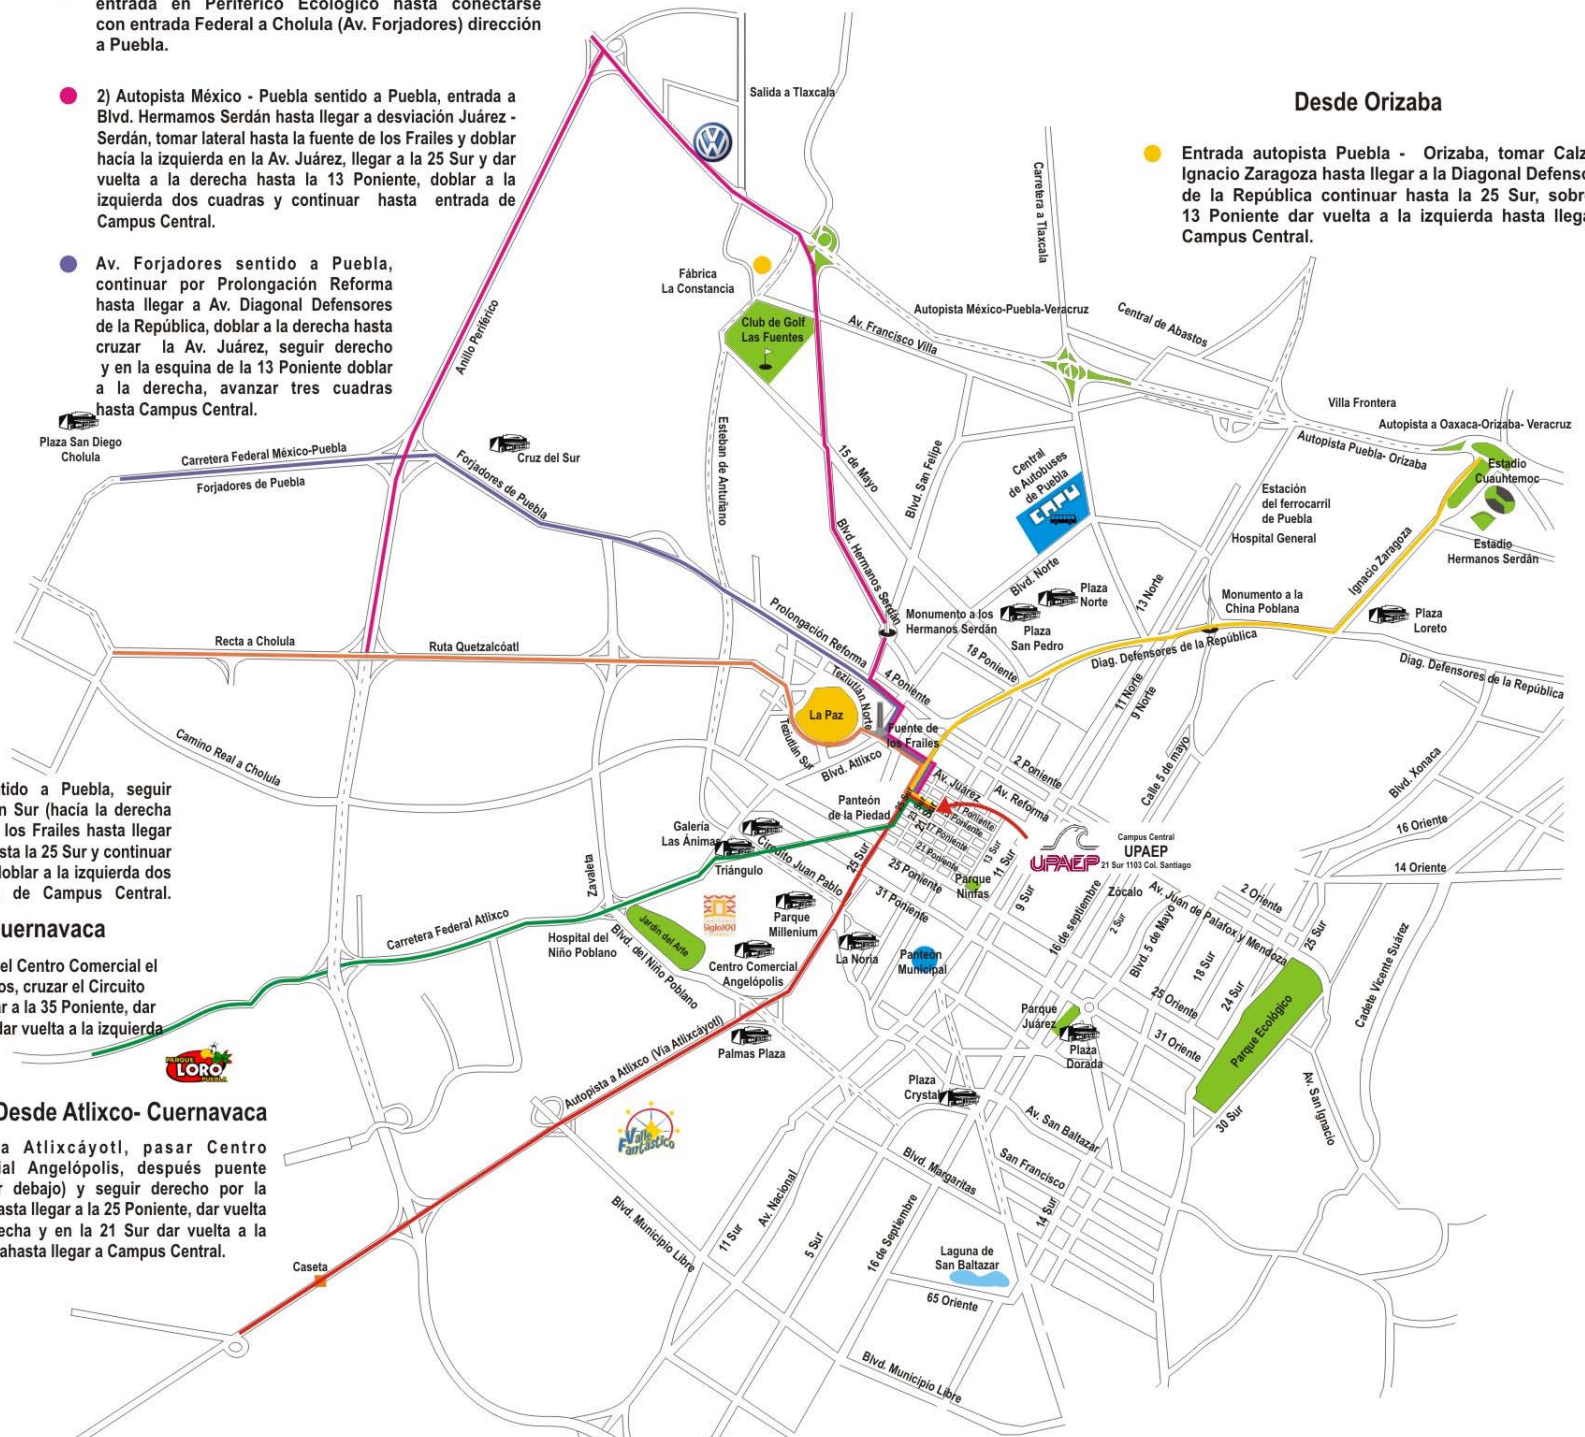 entrada en Periférico Ecológico hasta conectarse
con entrada Federal a Cholula (Av. Forjadores) dirección
a Puebla.
2) Autopista México - Puebla sentido a Puebla, entrada a
Blvd. Hermamos Serdán hasta llegar a desviación Juárez -
Serdán, tomar lateral hasta la fuente de los Frailes y doblar
hacía la izquierda en la Av. Juárez, llegar a la 25 Sur y dar
vuelta a la derecha hasta la 13 Poniente, doblar a la
izquierda dos cuadras y continuar hasta entrada de
Campus Central.
Av. Forjadores sentido a Puebla,
continuar por Prolongación Reforma
hasta llegar a Av. Diagonal Defensores
de la República, doblar a la derecha hasta
cruzar la Av. Juárez, seguir derecho
y en la esquina de la 13 Poniente doblar
a la derecha, avanzar tres cuadras
hasta Campus Central.
Desde Orizaba
Entrada autopista Puebla - Orizaba, tomar Calz
Ignacio Zaragoza hasta llegar a la Diagonal Defenso
de la República continuar hasta la 25 Sur, sobr
13 Poniente dar vuelta a la izquierda hasta llega
Campus Central.
Salida a Tlaxcala
Carretera a Tlaxcala
Fábrica
La Constancia
Club de Golf
Las Fuentes
Av. Francisco Villa
Autopista México-Puebla-Veracruz
Central de Abastos
Anillo Periférico
Villa Frontera
Autopista a Oaxaca-Orizaba- Veracruz
Autopista Puebla- Orizaba
Estadio
Cuauhtemoc
Plaza San Diego
Cholula
Carretera Federal México-Puebla
Forjadores de Puebla
Cruz del Sur
Forjadores de Puebla
Esteban de Antuñano
15 de Mayo
Blvd. San Felipe
Central
de Autobuses
de Puebla
CAPU
Estación
del ferrocarril
de Puebla
Hospital General
Ignacio Zaragoza
Estadio
Hermanos Serdán
Blvd. Hermanos Serdán
Blvd. Norte
Plaza
Norte
13 Norte
Monumento a la
China Poblana
Plaza
Loreto
Monumento a los
Hermanos Serdán
Plaza
San Pedro
Prolongación Reforma
Recta a Cholula
Ruta Quetzalcóatl
18 Poniente
Diag. Defensores de la República
Diag. Defensores de la República
4 Poniente
11 Norte
9 Norte
Teziutlán Norte
La Paz
Teziutlán Sur
Fuente de
los Frailes
Blvd. Atlixco
Camino Real a Cholula
2 Poniente
Calle 5 de mayo
Blvd. Xonaca
Av. Juárez
Av. Reforma
tido a Puebla, seguir
n Sur (hacía la derecha
los Frailes hasta llegar
sta la 25 Sur y continuar
doblar a la izquierda dos
de Campus Central.
Panteón
de la Piedad
21 Sur
17 Poniente
21 Poniente
13 Sur
11 Sur
Galería
Las Ánimas
Triángulo
Circuito Juan Pablo
25 Sur
25 Poniente
31 Poniente
Parque
Ninfas
UPAEP
Campus Central
UPAEP
21 Sur 1103 Col. Santiago
16 Oriente
14 Oriente
Zavaleta
9 Sur
16 de septiembre
Zócalo
2 Sur
Av. Juan de Palafox y Mendoza
2 Oriente
25 Sur
Blvd. 5 de Mayo
18 Sur
24 Sur
25 Oriente
31 Oriente
Cadete Vicente Suárez
uernavaca
el Centro Comercial el
os, cruzar el Circuito
ar a la 35 Poniente, dar
dar vuelta a la izquierda
Carretera Federal Atlixco
Hospital del
Niño Poblano
Jardín del Arte
Blvd. del Niño Poblano
SigloXXI
Parque
Millenium
Centro Comercial
Angelópolis
La Noria
Panteón
Municipal
Parque
Juárez
Plaza
Dorada
Parque Ecológico
30 Sur
Av. San Ignacio
PARQUE
LORO
PUEBLA
Palmas Plaza
Autopista a Atlixco (Vía Atlixcáyotl)
Plaza
Crystal
Av. San Baltazar
San Francisco
Blvd. Margaritas
14 Sur
Valle
Fantástico
Desde Atlixco- Cuernavaca
a Atlixcáyotl, pasar Centro
ial Angelópolis, después puente
r debajo) y seguir derecho por la
asta llegar a la 25 Poniente, dar vuelta
echa y en la 21 Sur dar vuelta a la
ahasta llegar a Campus Central.
Caseta
Blvd. Municipio Libre
11 Sur
Av. Nacional
5 Sur
16 de Septiembre
Laguna de
San Baltazar
65 Oriente
Blvd. Municipio Libre